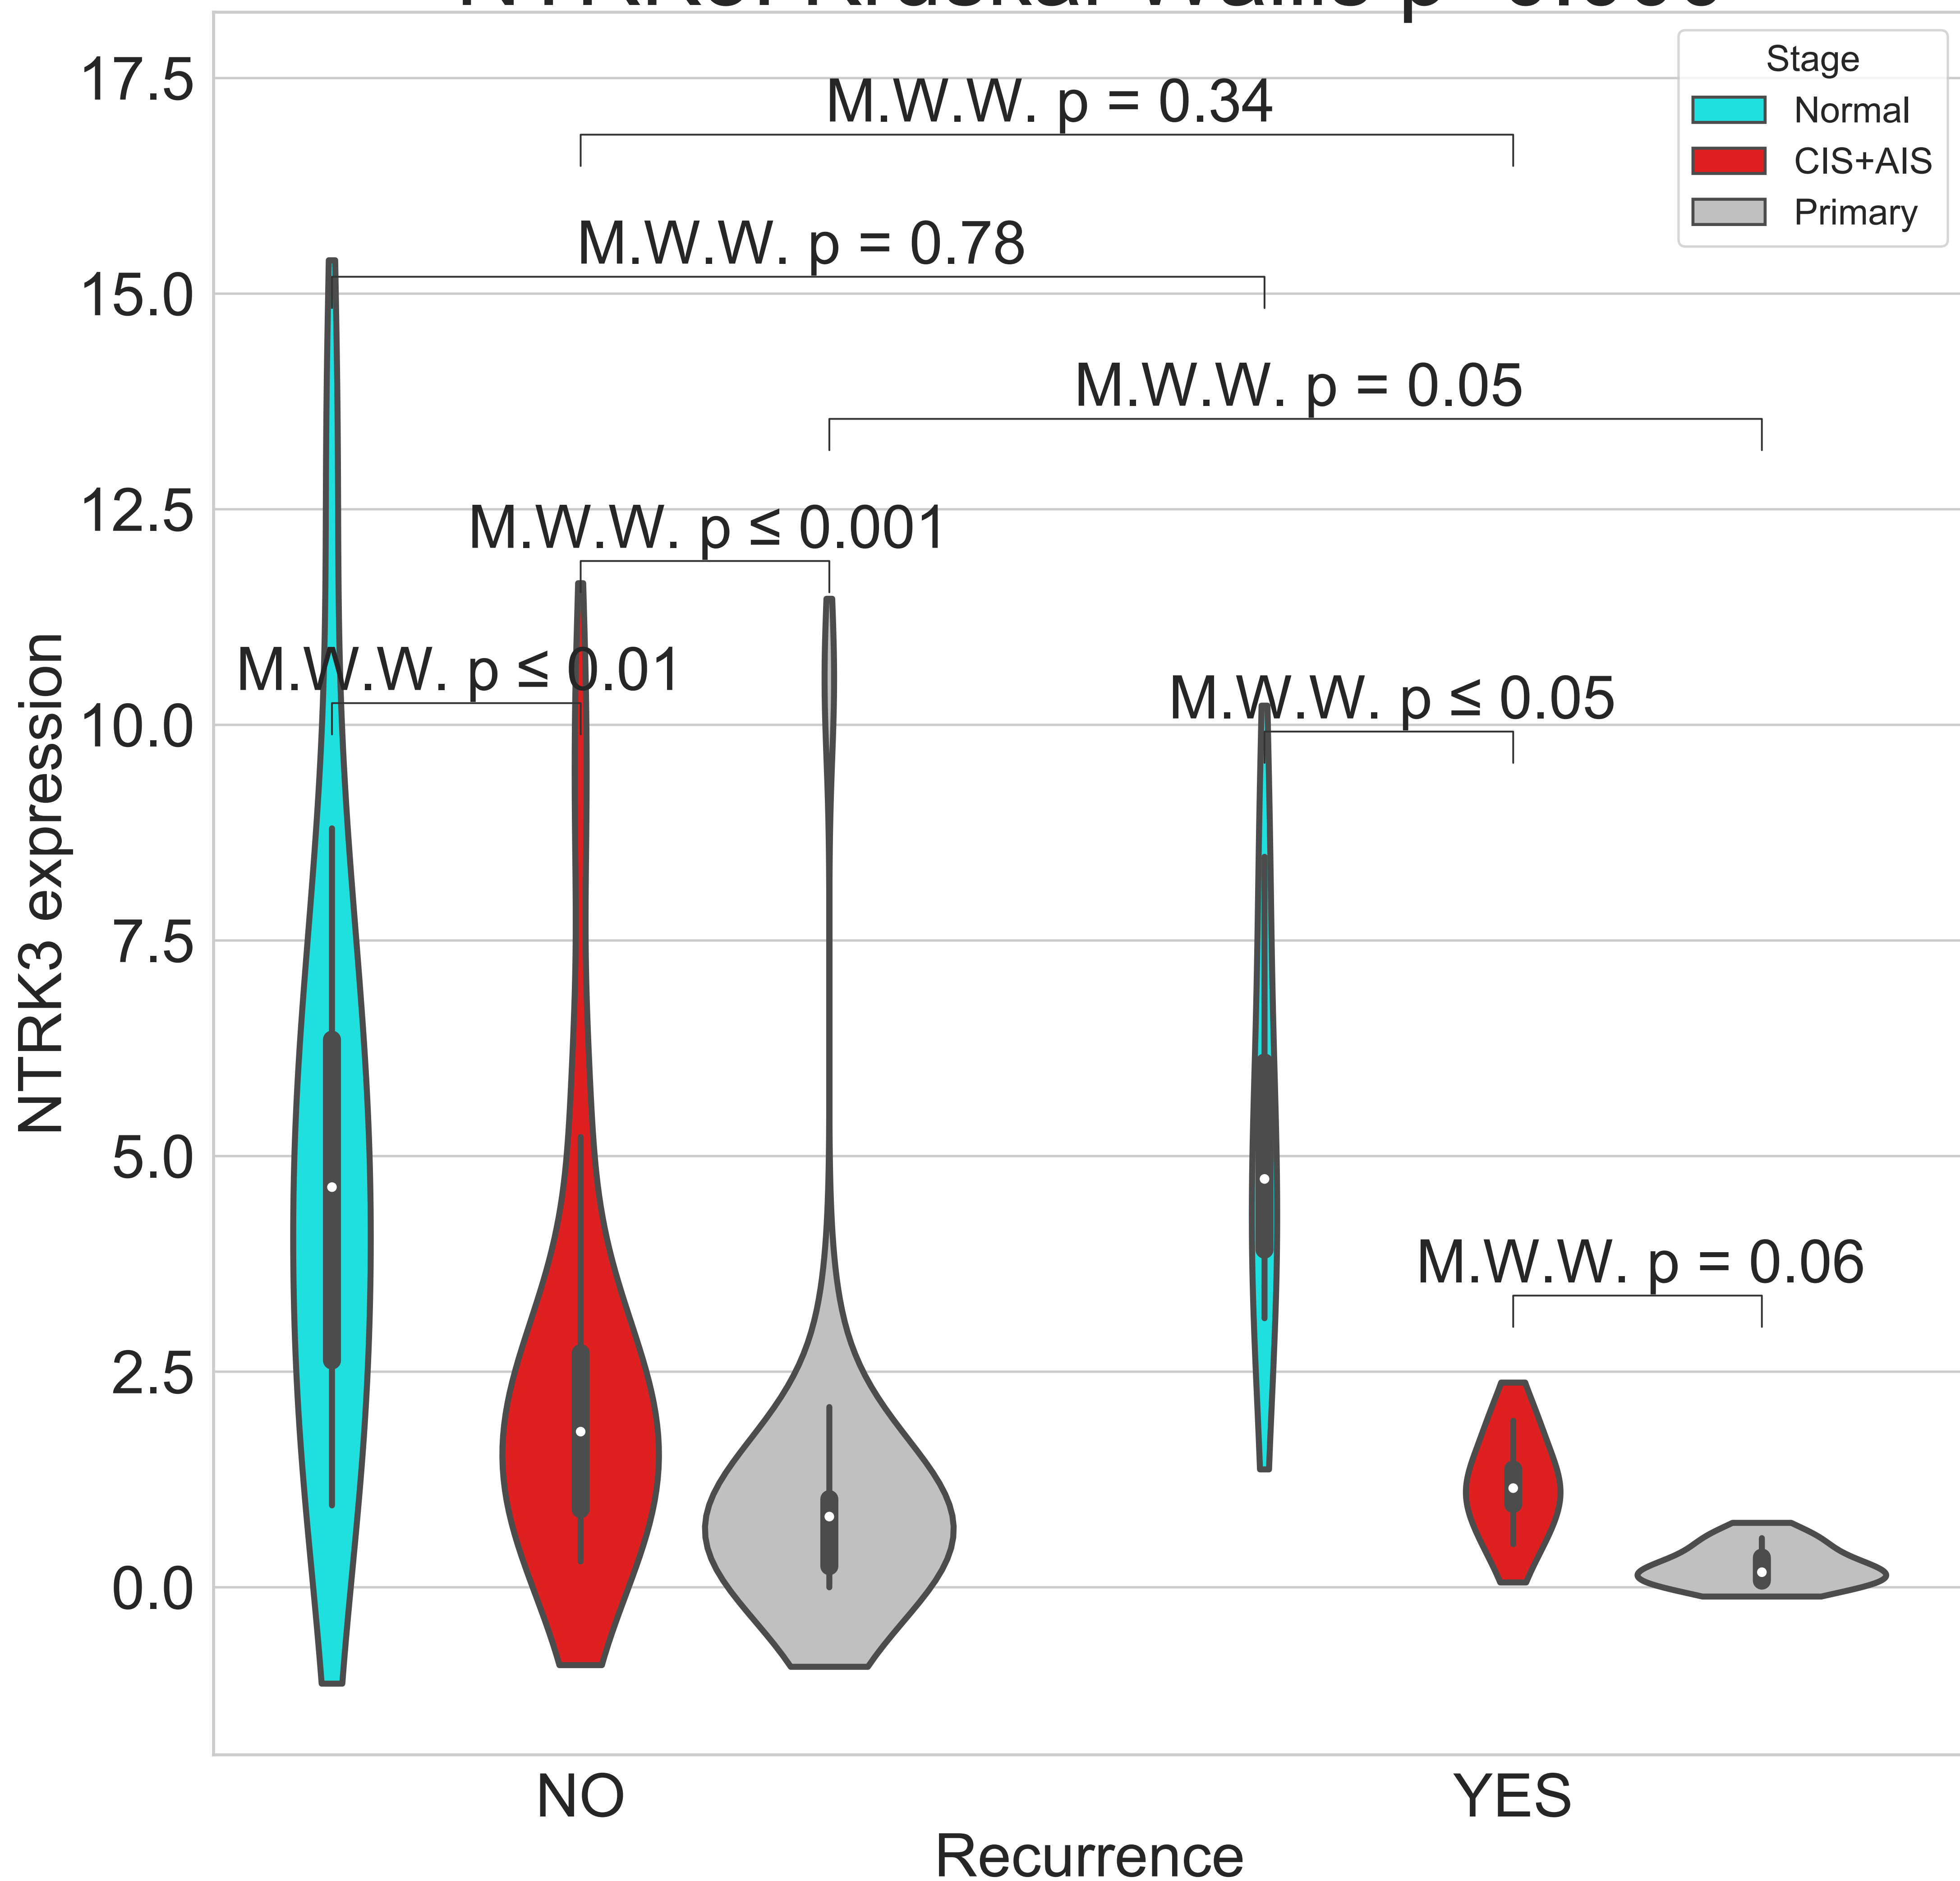 17.5
15.0
12.5
10.0
7.5
5.0
2.5
0.0
NTRK3 expression
Stage
Normal
CIS+AIS
Primary
M.W.W. p = 0.34
M.W.W. p = 0.78
M.W.W. p = 0.05
M.W.W. p ≤ 0.001
M.W.W. p ≤ 0.01
M.W.W. p ≤ 0.05
M.W.W. p = 0.06
NO
YES
Recurrence